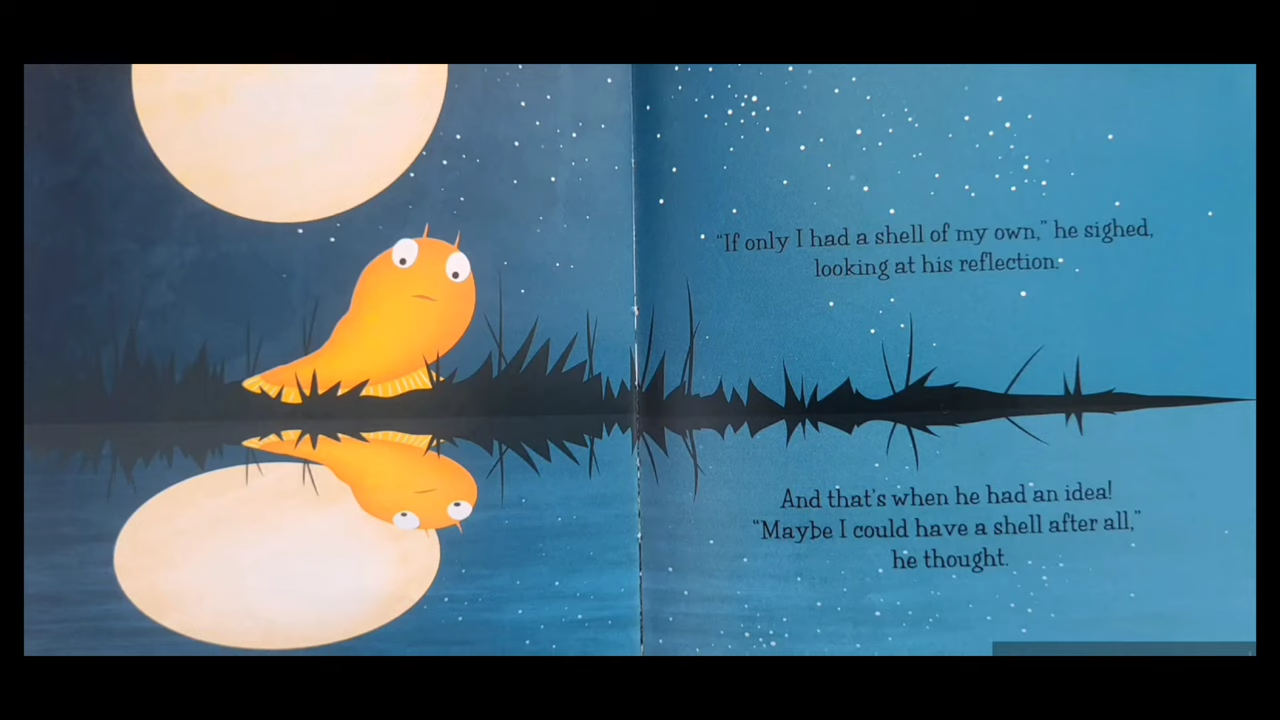 “If only I had a shell of my own,” he sighed,
looking at his reflection.
And that’s when he had an idea!
“Maybe I could have a shell after all,”
he thought.